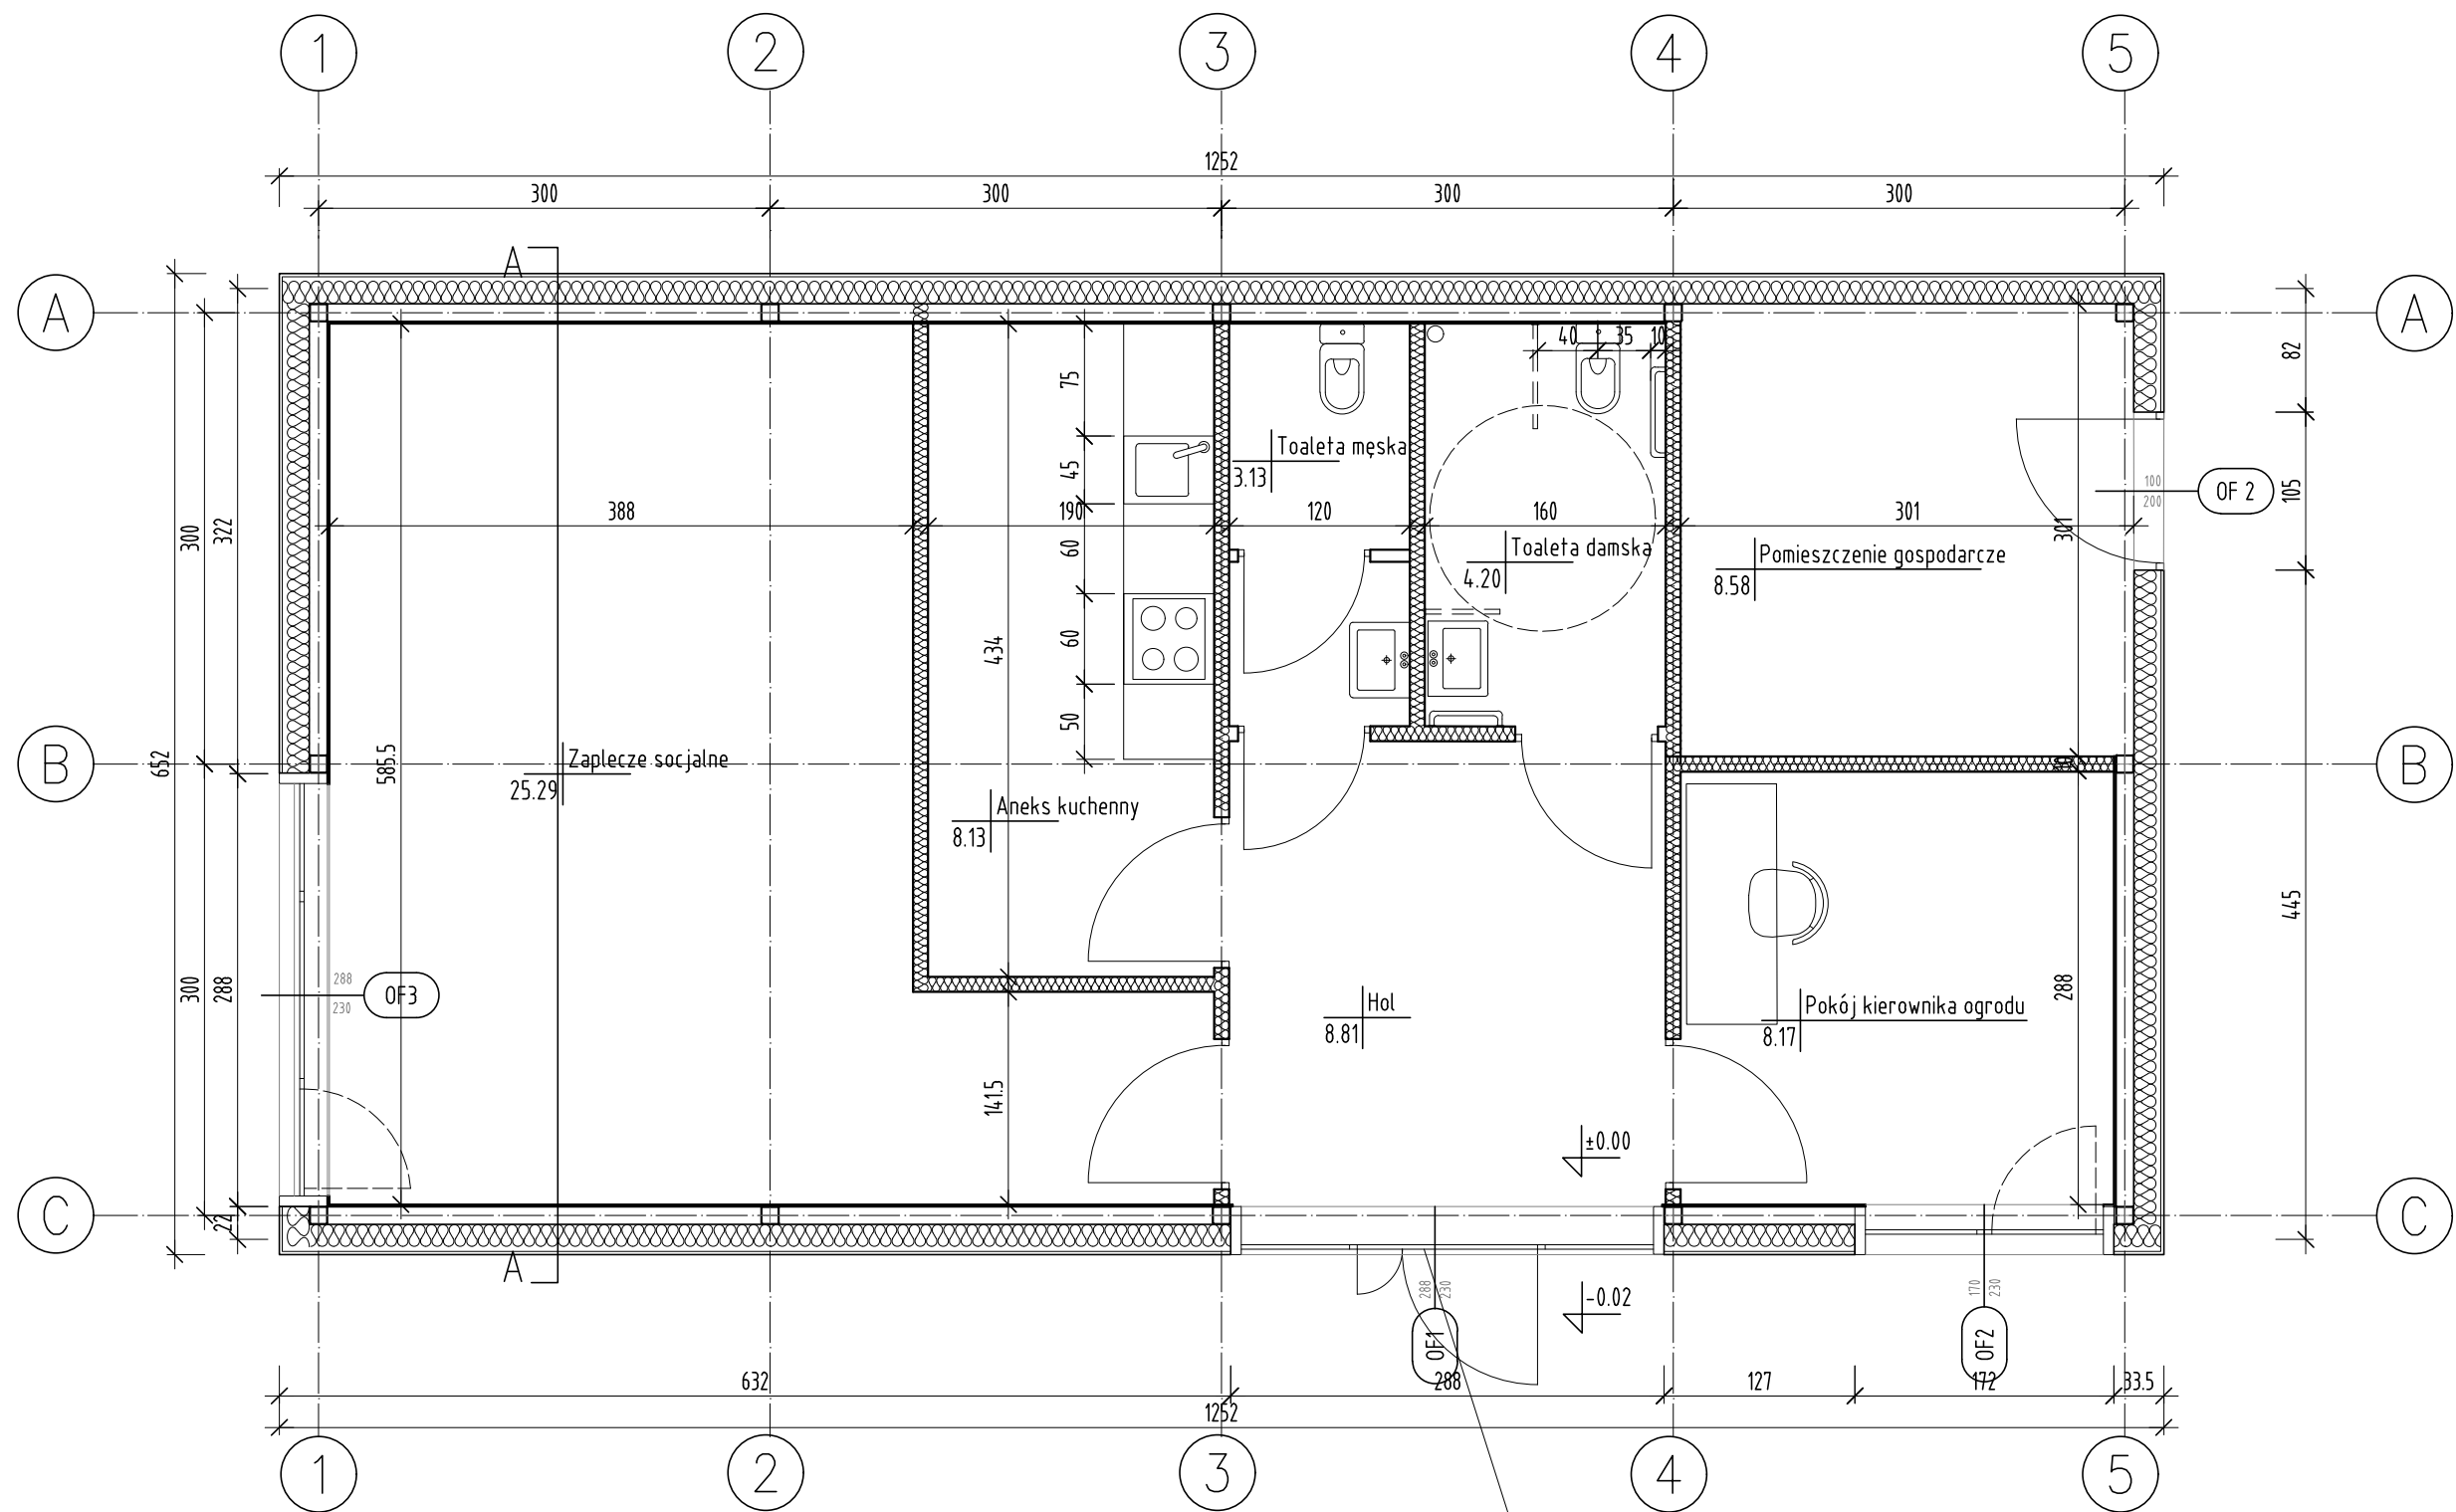 1 2 3 4 5
1252
300 300 300 300
A
A A
82
40 35 10
75
Toaleta męska
3.13
45
100
200
OF 2
105
300
322
388 190 120 160 301
301
Toaleta damska
4.20
Pomieszczenie gospodarcze
8.58
60
434
60
50
652
585.5
Zaplecze socjalne
25.29
B B
10
Aneks kuchenny
8.13
445
300
288
288
230
OF3
Hol
8.81
288
Pokój kierownika ogrodu
8.17
141.5
±0.00
C C
22
A
288
230
-0.02
170
230
OF1
OF2
632 288 127 172 33.5
1252
1 2 3 4 5